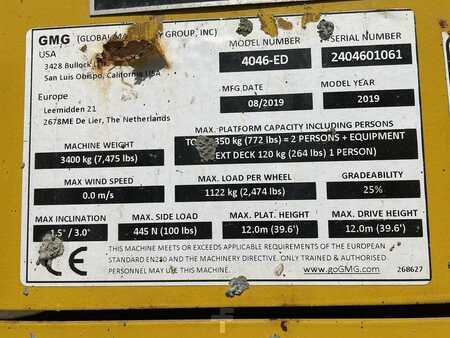 GMG (GLOBAL MACHINERY GROUP, INC)
USA
3428 Bullock
San Luis Obispo, California USA
Europe
Leemidden 21
2678ME De Lier, The Netherlands
MODEL NUMBER SERIAL NUMBER
4046-ED 2404601061
MFG.DATE MODEL YEAR
08/2019 2019
MACHINE WEIGHT
3400 kg (7,475 lbs)
MAX. PLATFORM CAPACITY INCLUDING PERSONS
350 kg (772 lbs) = 2 PERSONS + EQUIPMENT
EXT DECK 120 kg (264 lbs) 1 PERSON)
MAX WIND SPEED MAX. LOAD PER WHEEL GRADEABILITY
0.0 m/s 1122 kg (2,474 lbs) 25%
MAX INCLINATION MAX. SIDE LOAD MAX. PLAT. HEIGHT MAX. DRIVE HEIGHT
1.5° / 3.0° 445 N (100 lbs) 12.0m (39.6') 12.0m (39.6')
CE
THIS MACHINE MEETS OR EXCEEDS APPLICABLE REQUIREMENTS OF THE EUROPEAN
STANDARD EN280 AND THE MACHINERY DIRECTIVE. ONLY TRAINED & AUTHORISED
PERSONNEL MAY USE THIS MACHINE. www.goGMG.com 268627